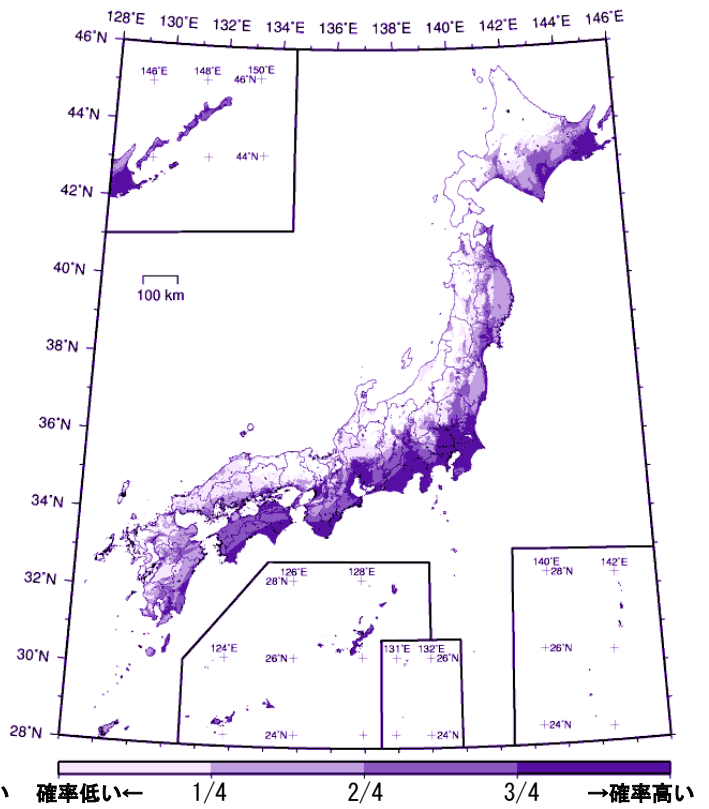 128°E 130°E 132°E 134°E 136°E 138°E 140°E 142°E 144°E 146°E
46°N
146°E 148°E 150°E
46°N
44°N
44°N
42°N
40°N
100 km
38°N
36°N
34°N
32°N
126°E 128°E
28°N
140°E 142°E
28°N
124°E
131°E 132°E
30°N
26°N
26°N
26°N
28°N
24°N
24°N
24°N
い 確率低い← 1/4 2/4 3/4 →確率高い